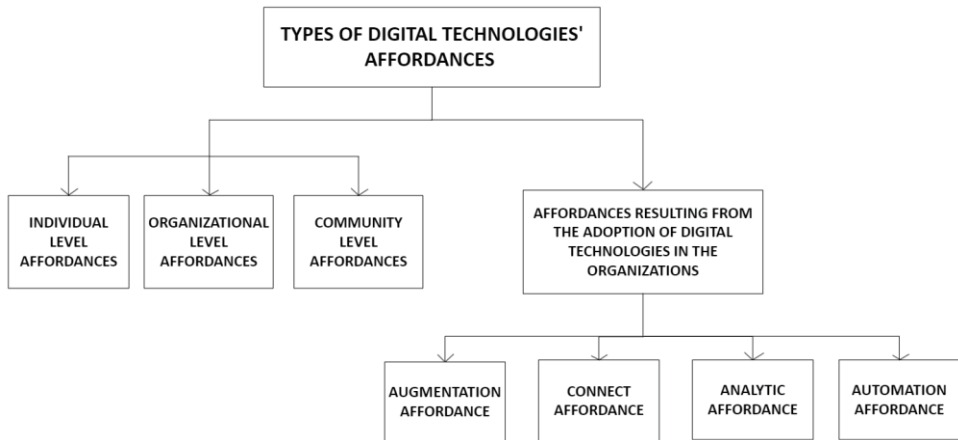 TYPES OF DIGITAL TECHNOLOGIES'
AFFORDANCES
INDIVIDUAL
LEVEL
AFFORDANCES
ORGANIZATIONAL
LEVEL
AFFORDANCES
COMMUNITY
LEVEL
AFFORDANCES
AFFORDANCES RESULTING FROM
THE ADOPTION OF DIGITAL
TECHNOLOGIES IN THE
ORGANIZATIONS
AUGMENTATION
AFFORDANCE
CONNECT
AFFORDANCE
ANALYTIC
AFFORDANCE
AUTOMATION
AFFORDANCE